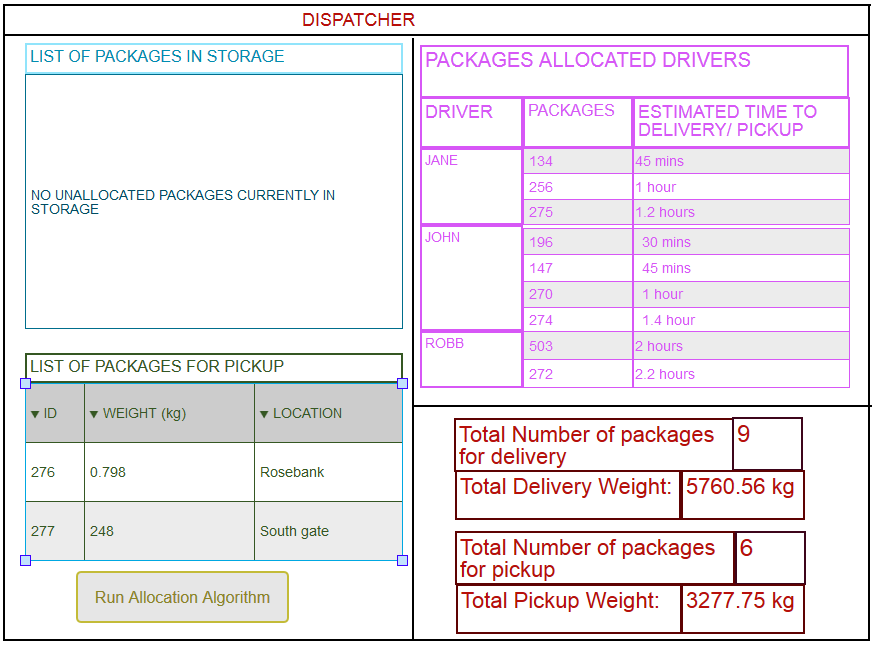 DISPATCHER
LIST OF PACKAGES IN STORAGE
NO UNALLOCATED PACKAGES CURRENTLY IN
STORAGE
LIST OF PACKAGES FOR PICKUP
▼ ID ▼ WEIGHT (kg) ▼ LOCATION
276 0.798 Rosebank
277 248 South gate
Run Allocation Algorithm
PACKAGES ALLOCATED DRIVERS
DRIVER PACKAGES ESTIMATED TIME TO
DELIVERY/ PICKUP
JANE 134 45 mins
256 1 hour
275 1.2 hours
JOHN 196 30 mins
147 45 mins
270 1 hour
274 1.4 hour
ROBB 503 2 hours
272 2.2 hours
Total Number of packages 9
for delivery
Total Delivery Weight: 5760.56 kg
Total Number of packages 6
for pickup
Total Pickup Weight: 3277.75 kg